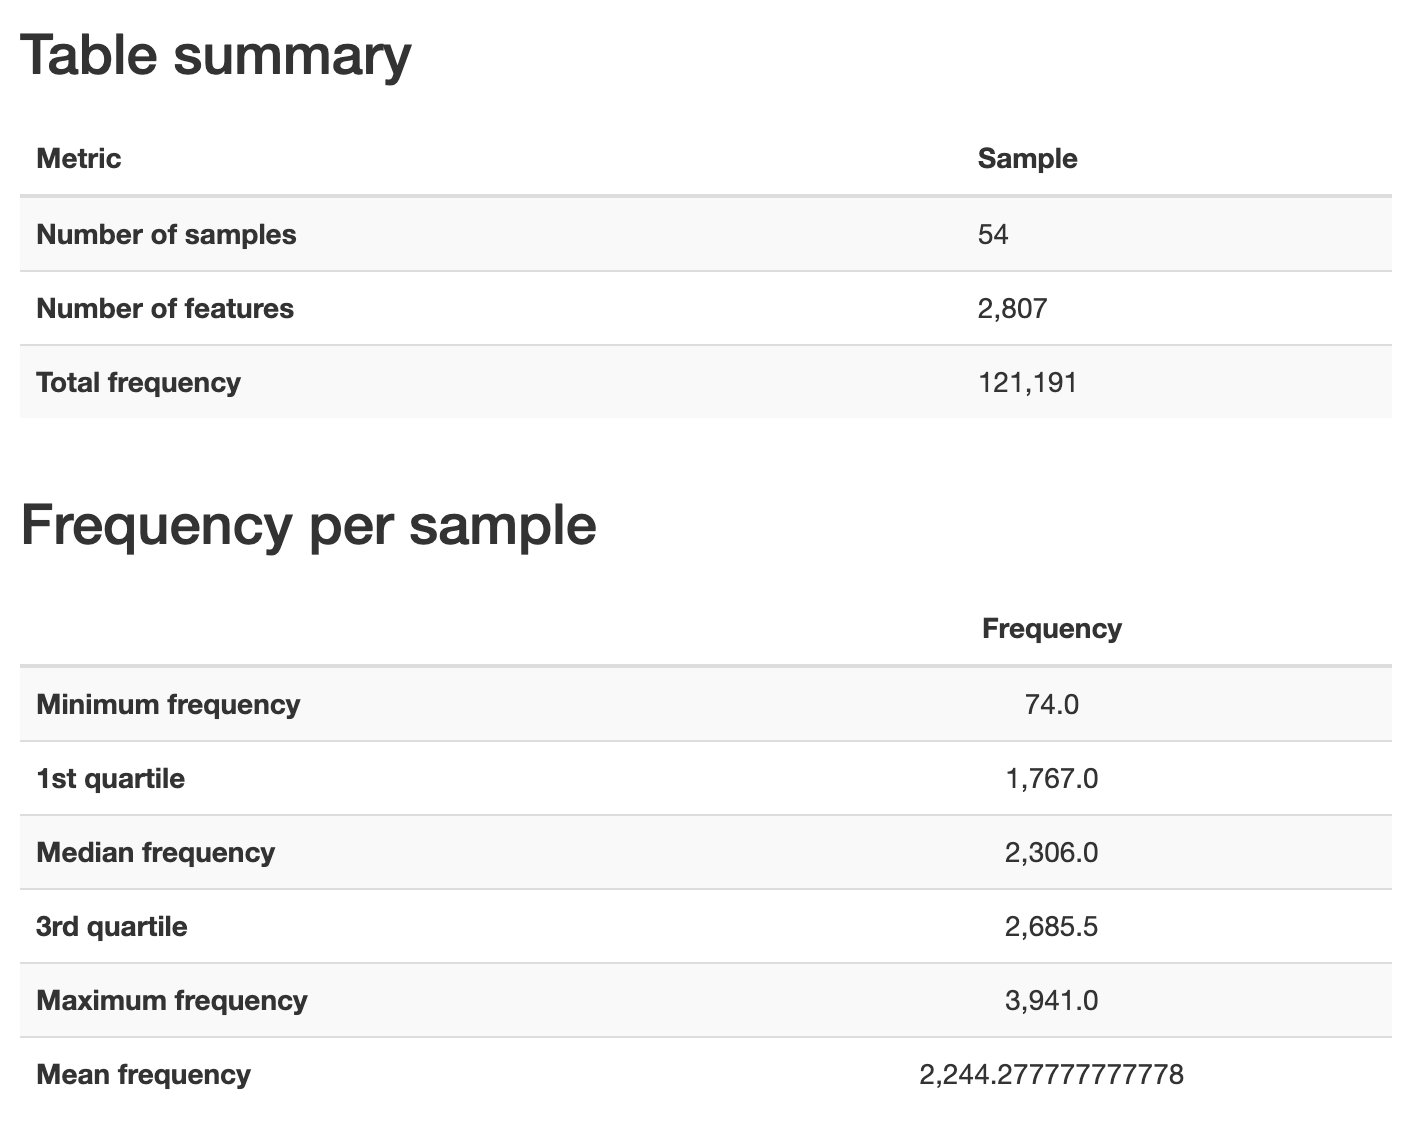 Table summary
Metric Sample
Number of samples 54
Number of features 2,807
Total frequency 121,191
Frequency per sample
Frequency
Minimum frequency 74.0
1st quartile 1,767.0
Median frequency 2,306.0
3rd quartile 2,685.5
Maximum frequency 3,941.0
Mean frequency 2,244.277777777778